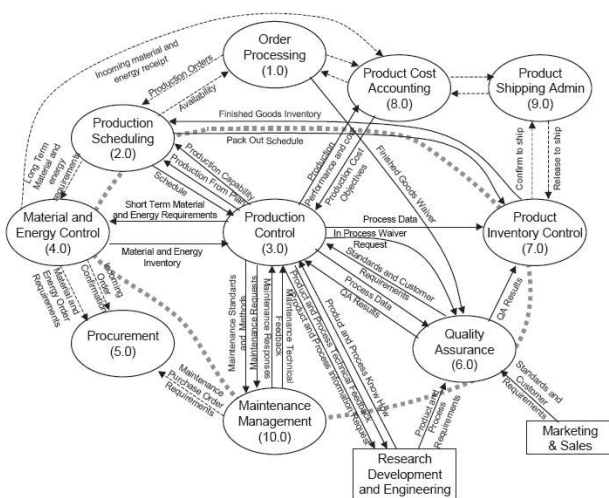 Incoming material and
energy receipt
Order
Processing
(1.0)
Product Cost
Accounting
(8.0)
Product
Shipping Admin
(9.0)
Production Orders
Availability
Finished Goods Inventory
Pack Out Schedule
Production
Scheduling
(2.0)
Long Term
Material and
energy
requirements
Production Capability
Production From Plan
Schedule
Production
Performance and cost
Production Cost
Objectives
Finished Goods Waiver
Confirm to ship
Release to ship
Short Term Material
and Energy Requirements
Material and
Energy Control
(4.0)
Material and Energy
Inventory
Production
Control
(3.0)
Process Data
In Process Waiver
Request
Product
Inventory Control
(7.0)
Standards and Customer
Requirements
Process Data
QA Results
QA Results
Incoming
Order
Confirmation
Material and
Energy Order
Requirements
Procurement
(5.0)
Maintenance Standards
and Methods
Maintenance Requests
Maintenance Responses
Maintenance Technical
Feedback
Product and Process Know How
Product and Process Technical Feedback
Product and Process Information Request
Quality
Assurance
(6.0)
Standards and
Customer
Requirements
Maintenance
Purchase Order
Requirements
Maintenance
Management
(10.0)
Product and
Process
Requirements
Marketing
& Sales
Research
Development
and Engineering